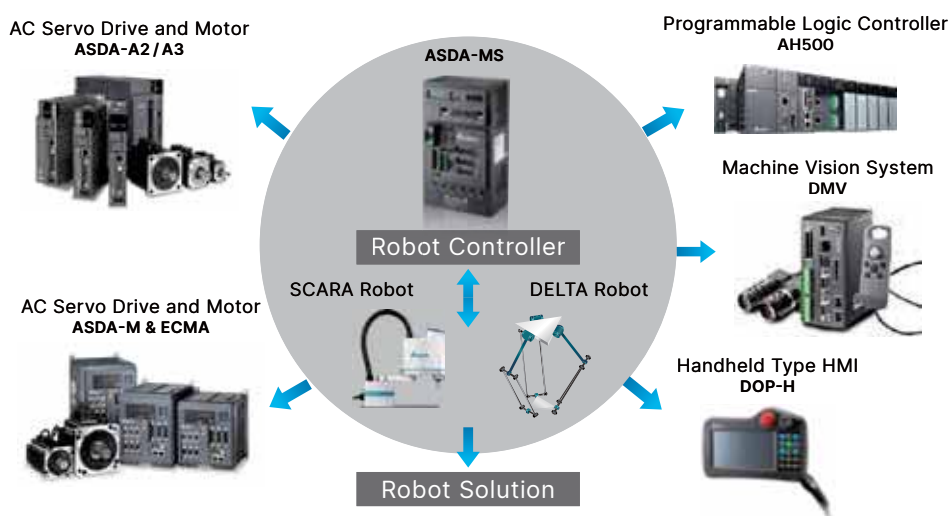 AC Servo Drive and Motor
ASDA-A2 / A3
ASDA-MS
Programmable Logic Controller
AH500
Machine Vision System
DMV
Robot Controller
SCARA Robot
DELTA Robot
AC Servo Drive and Motor
ASDA-M & ECMA
Handheld Type HMI
DOP-H
Robot Solution